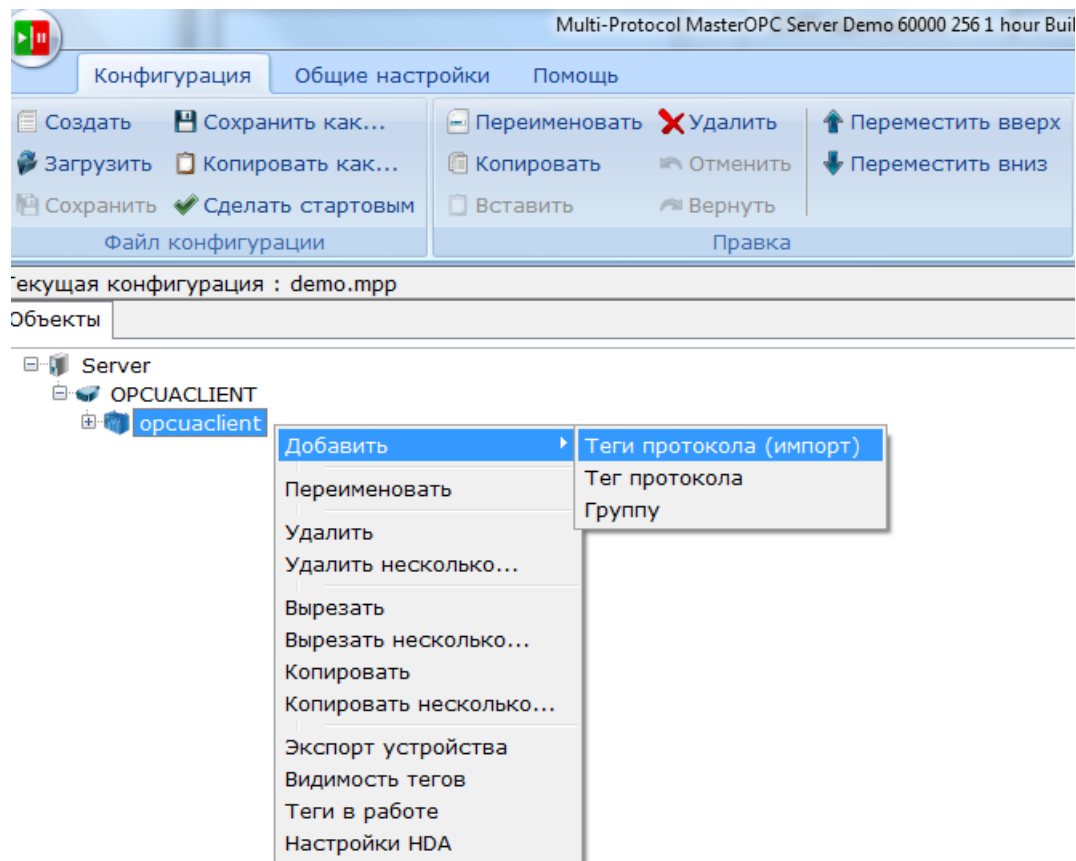 Multi-Protocol MasterOPC Server Demo 60000 256 1 hour Buil
Конфигурация Общие настройки Помощь
Создать Сохранить как... Переименовать Удалить Переместить вверх
Загрузить Копировать как... Копировать Отменить Переместить вниз
Сохранить Сделать стартовым Вставить Вернуть
Файл конфигурации Правка
екущая конфигурация : demo.mpp
Объекты
Server
OPCUACLIENT
opcuaclient
Добавить Теги протокола (импорт)
Тег протокола
Переименовать
Группу
Удалить
Удалить несколько...
Вырезать
Вырезать несколько...
Копировать
Копировать несколько...
Экспорт устройства
Видимость тегов
Теги в работе
Настройки HDA